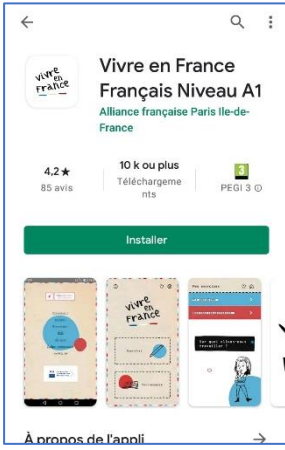 vivre
en
France
Vivre en France
Français Niveau A1
Alliance française Paris Ile-de-
France
4,2★
85 avis
10 k ou plus
Téléchargeme
nts
3
PEGI 3
Installer
vivre
en
France
À propos de l'appli